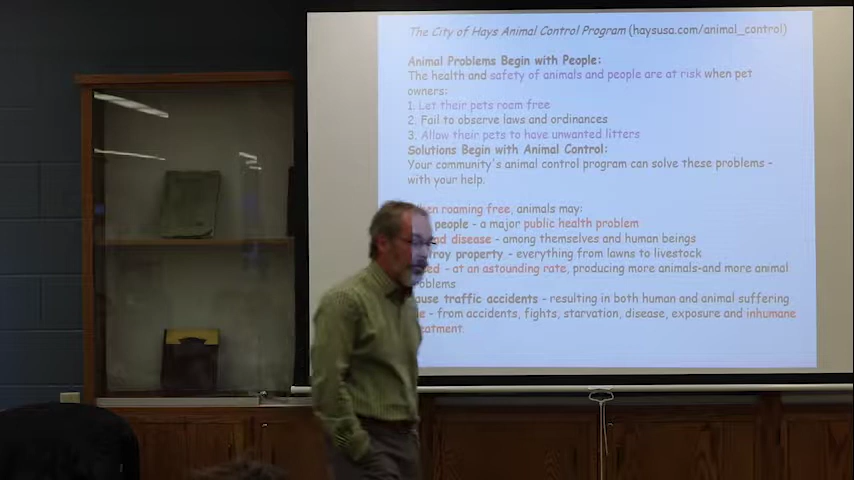 The City of Hays Animal Control Program (haysusa.com/animal_control)
Animal Problems Begin with People:
The health and safety of animals and people are at risk when pet
owners:
1. Let their pets roam free
2. Fail to observe laws and ordinances
3. Allow their pets to have unwanted litters
Solutions Begin with Animal Control:
Your community's animal control program can solve these problems -
with your help.
roaming free, animals may:
people - a major public health problem
disease - among themselves and human beings
property - everything from lawns to livestock
- at an astounding rate, producing more animals-and more animal
traffic accidents - resulting in both human and animal suffering
- from accidents, fights, starvation, disease, exposure and inhumane